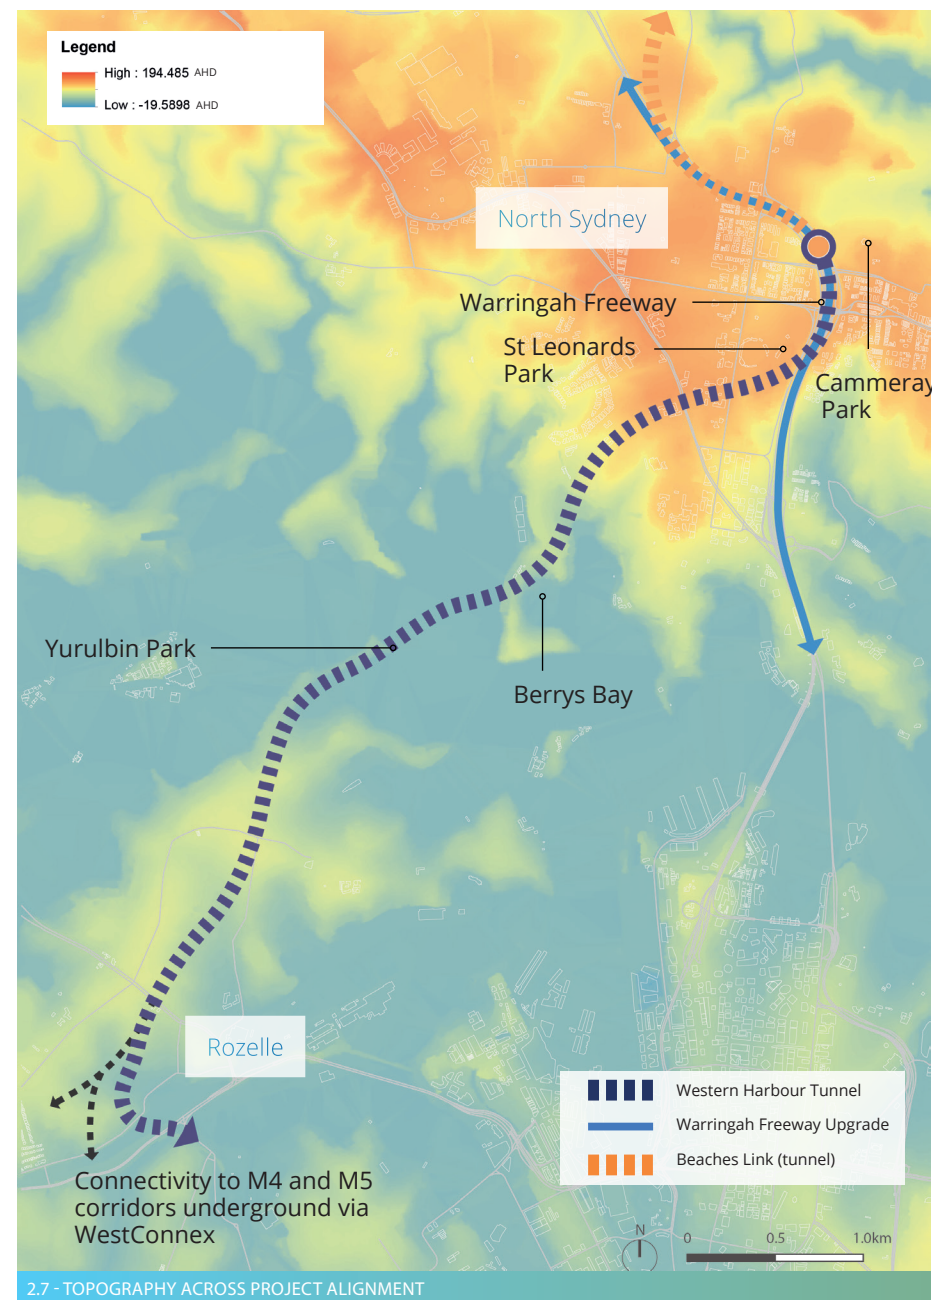 Legend
High : 194.485 AHD
Low : -19.5898 AHD
North Sydney
Warringah Freeway
St Leonards
Park
Cammeray
Park
Yurulbin Park
Berrys Bay
Rozelle
Western Harbour Tunnel
Warringah Freeway Upgrade
Beaches Link (tunnel)
Connectivity to M4 and M5
corridors underground via
WestConnex
N
0 0.5 1.0km
2.7 - TOPOGRAPHY ACROSS PROJECT ALIGNMENT